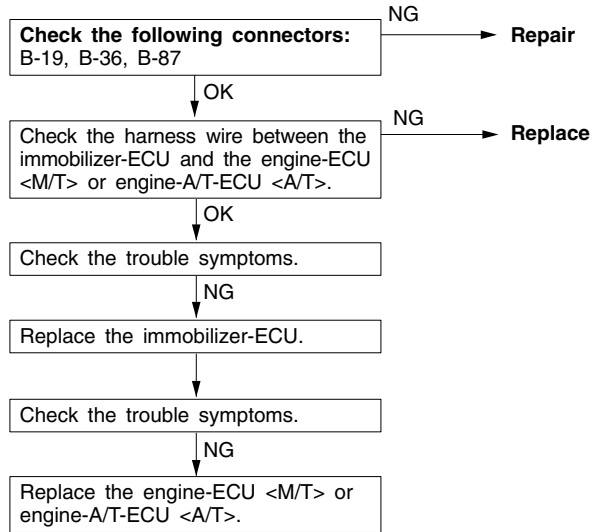 Check the following connectors:
B-19, B-36, B-87
NG
Repair
OK
Check the harness wire between the
immobilizer-ECU and the engine-ECU
<M/T> or engine-A/T-ECU <A/T>.
NG
Replace
OK
Check the trouble symptoms.
NG
Replace the immobilizer-ECU.
Check the trouble symptoms.
NG
Replace the engine-ECU <M/T> or
engine-A/T-ECU <A/T>.